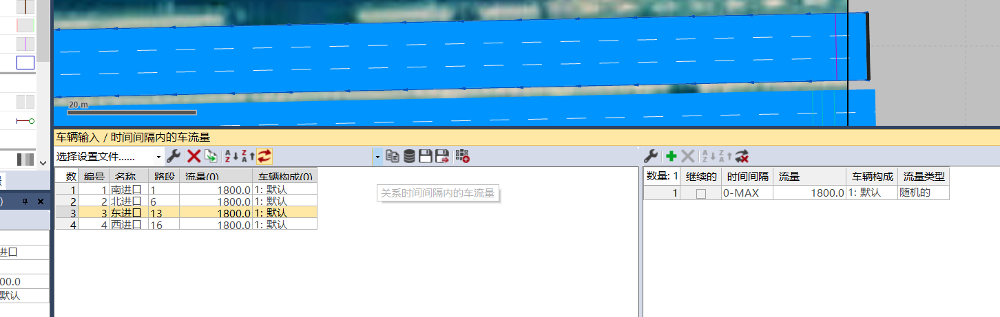 20 m
车辆输入 / 时间间隔内的车流量
选择设置文件......
数 编号 名称 路段 流量(0) 车辆构成(0)
1 1 南进口 1 1800.0 1: 默认
2 2 北进口 6 1800.0 1: 默认
3 3 东进口 13 1800.0 1: 默认
4 4 西进口 16 1800.0 1: 默认
关系时间间隔内的车流量
数量: 1 继续的 时间间隔 流量 车辆构成 流量类型
1 0-MAX 1800.0 1: 默认 随机的
进口
00.0
默认